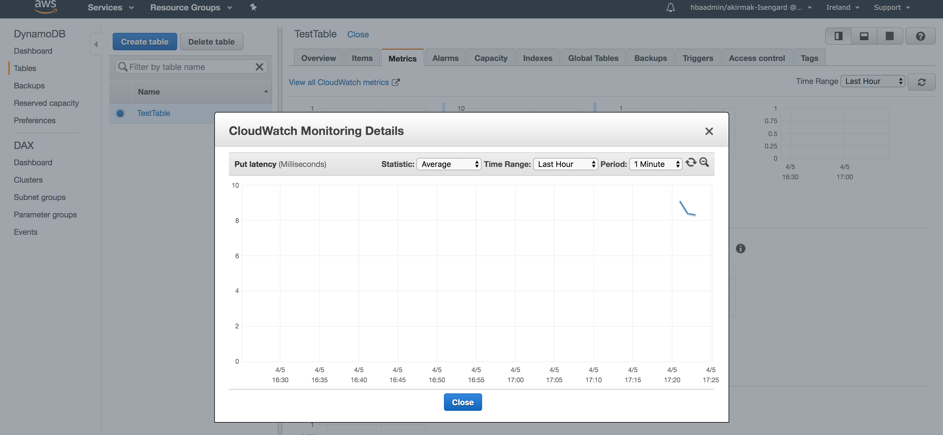 aws
Services
Resource Groups
hbaadmin/akirmak-Isengard @...
Ireland
Support
DynamoDB
Dashboard
Tables
Backups
Reserved capacity
Preferences
DAX
Dashboard
Clusters
Subnet groups
Parameter groups
Events
Create table
Delete table
Filter by table name
Name
TestTable
TestTable Close
Overview Items Metrics Alarms Capacity Indexes Global Tables Backups Triggers Access control Tags
View all CloudWatch metrics
Time Range Last Hour
1 10 1 1
0.75
0.5
0.25
0
4/5 4/5
16:30 17:00
CloudWatch Monitoring Details
Put latency (Milliseconds)
Statistic: Average Time Range: Last Hour Period: 1 Minute
10
8
6
4
2
0
4/5 4/5 4/5 4/5 4/5 4/5 4/5 4/5 4/5 4/5 4/5 4/5
16:30 16:35 16:40 16:45 16:50 16:55 17:00 17:05 17:10 17:15 17:20 17:25
Close
1